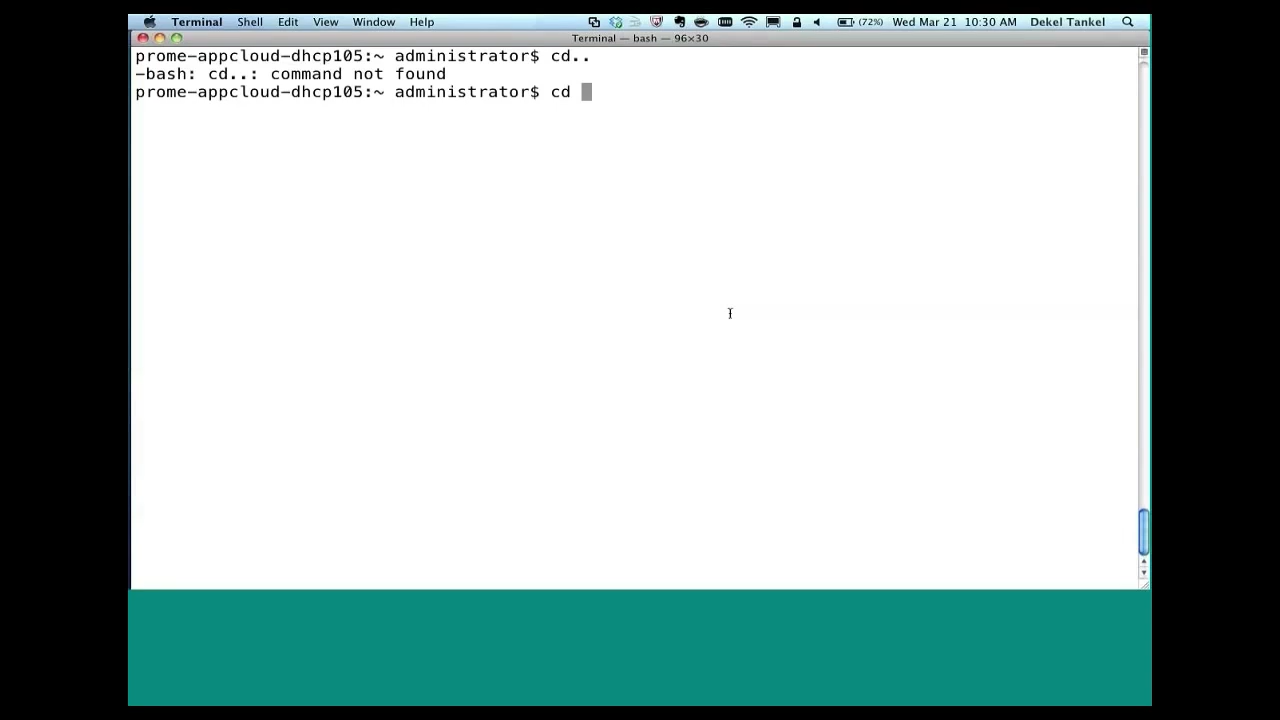 Terminal Shell Edit View Window Help (72%) Wed Mar 21 10:30 AM Dekel Tankel
Terminal — bash — 96×30
prome-appcloud-dhcp105:~ administrator$ cd..
-bash: cd..: command not found
prome-appcloud-dhcp105:~ administrator$ cd